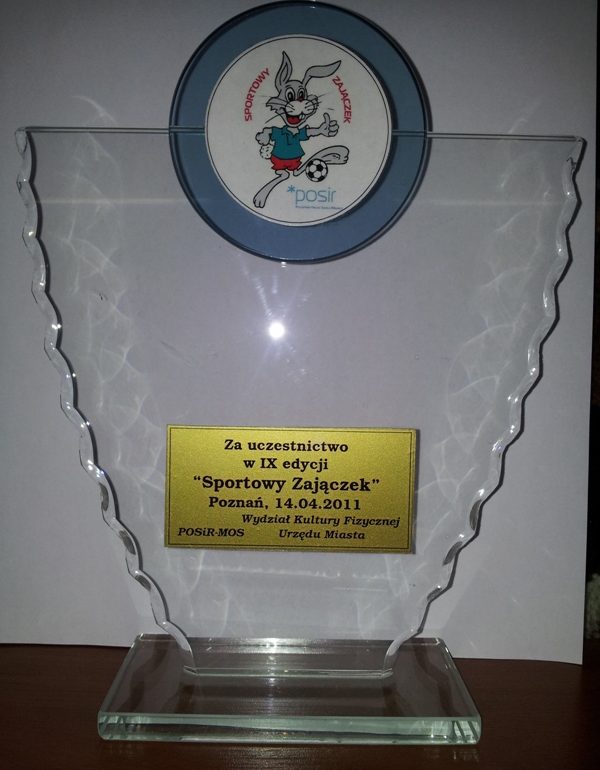 SPORTOWY ZAJĄCZEK
*posir
Za uczestnictwo
w IX edycji
“Sportowy Zajączek”
Poznań, 14.04.2011
Wydział Kultury Fizycznej
POSiR-MOS Urzędu Miasta